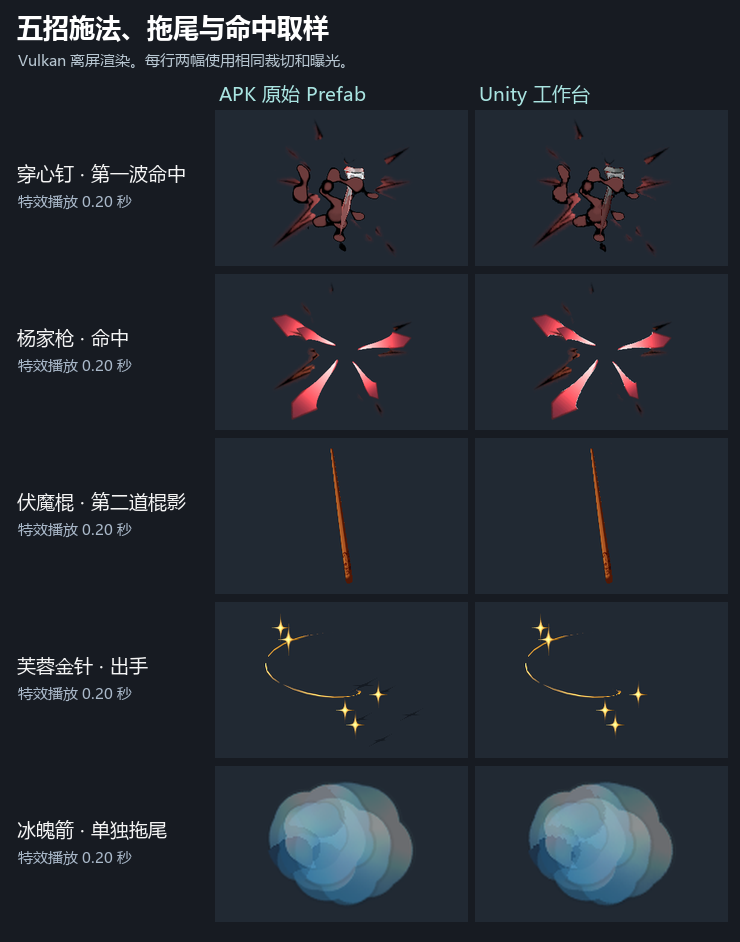 五招施法、拖尾与命中取样
Vulkan 离屏渲染。每行两幅使用相同裁切和曝光。
APK 原始 Prefab
Unity 工作台
穿心钉 · 第一波命中
特效播放 0.20 秒
杨家枪 · 命中
特效播放 0.20 秒
伏魔棍 · 第二道棍影
特效播放 0.20 秒
芙蓉金针 · 出手
特效播放 0.20 秒
冰魄箭 · 单独拖尾
特效播放 0.20 秒